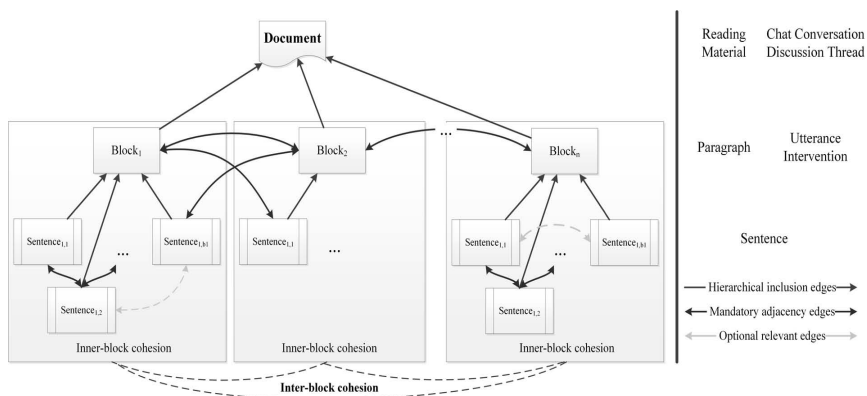 Document
Reading Material
Chat Conversation Discussion Thread
Block1
Block2
...
Blockn
Paragraph
Utterance Intervention
Sentence1,1
...
Sentence1,b1
Sentence1,2
Sentence1,1
...
Sentence1,1
...
Sentence1,b1
Sentence1,2
Sentence
Hierarchical inclusion edges
Mandatory adjacency edges
Optional relevant edges
Inner-block cohesion
Inner-block cohesion
Inner-block cohesion
Inter-block cohesion